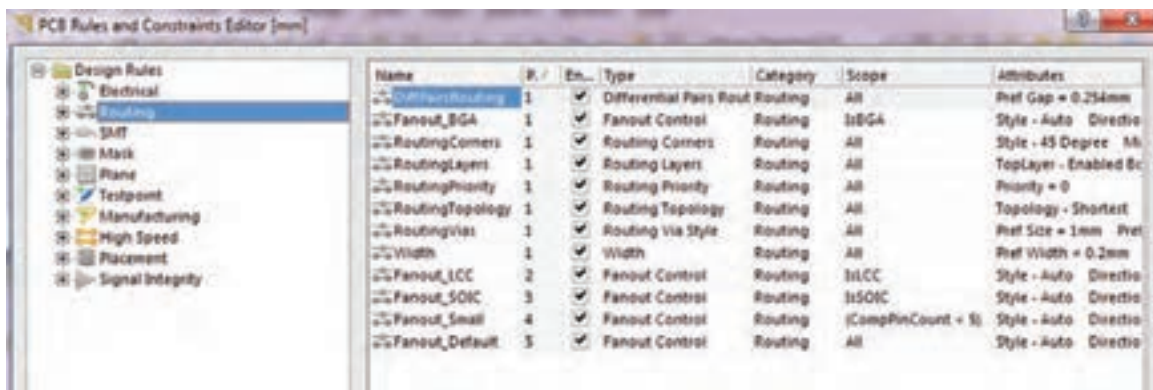 PCB Rules and Constraints Editor [mm]
Design Rules
Electrical
Routing
SMT
Mask
Plane
Testpoint
Manufacturing
High Speed
Placement
Signal Integrity
Name P. En... Type Category Scope Attributes
DiffPairsRouting 1 Differential Pairs Rout Routing All Pref Gap = 0.254mm
Fanout_BGA 1 Fanout Control Routing IsBGA Style - Auto Directio
RoutingCorners 1 Routing Corners Routing All Style - 45 Degree Mi
RoutingLayers 1 Routing Layers Routing All TopLayer - Enabled Bo
RoutingPriority 1 Routing Priority Routing All Priority = 0
RoutingTopology 1 Routing Topology Routing All Topology - Shortest
RoutingVias 1 Routing Via Style Routing All Pref Size = 1mm Pref
Width 1 Width Routing All Pref Width = 0.2mm
Fanout_LCC 2 Fanout Control Routing IsLCC Style - Auto Directio
Fanout_SOIC 3 Fanout Control Routing IsSOIC Style - Auto Directio
Fanout_Small 4 Fanout Control Routing (CompPinCount < 5) Style - Auto Directio
Fanout_Default 5 Fanout Control Routing All Style - Auto Directio